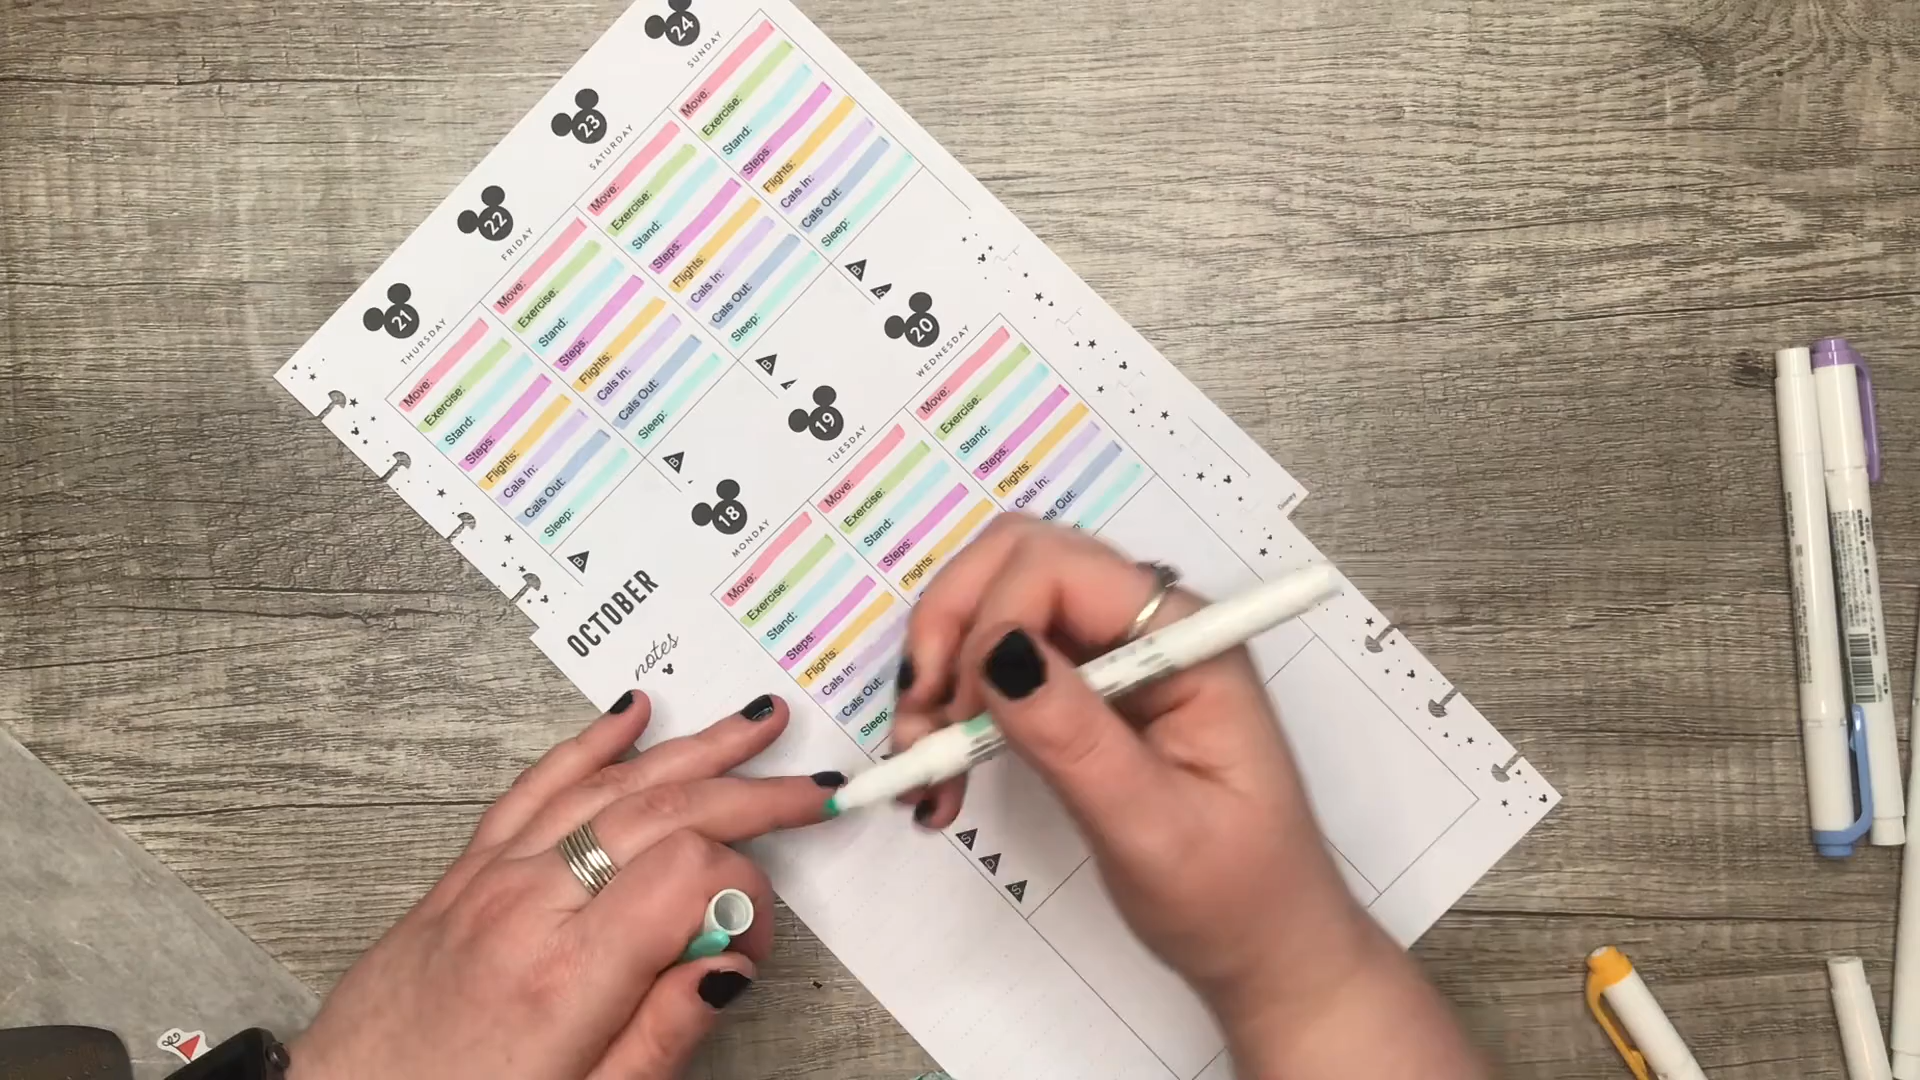 24
SUNDAY
Move:
Exercise:
Stand:
Steps:
Flights:
Cals In:
Cals Out:
Sleep:
B
S
23
SATURDAY
Move:
Exercise:
Stand:
Steps:
Flights:
Cals In:
Cals Out:
Sleep:
B
22
FRIDAY
Move:
Exercise:
Stand:
Steps:
Flights:
Cals In:
Cals Out:
Sleep:
B
21
THURSDAY
Move:
Exercise:
Stand:
Steps:
Flights:
Cals In:
Cals Out:
Sleep:
B
20
WEDNESDAY
Move:
Exercise:
Stand:
Steps:
Flights:
Cals In:
als Out:
19
TUESDAY
Move:
Exercise:
Stand:
Steps:
Flights:
18
MONDAY
Move:
Exercise:
Stand:
Steps:
Flights:
Cals In:
Cals Out:
Sleep:
S
D
S
OCTOBER
notes
Disney